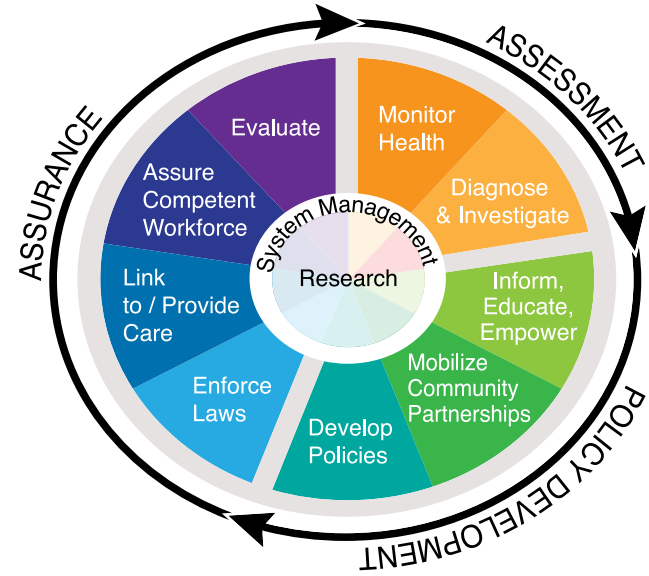 ASSESSMENT
Monitor
Health
Diagnose
& Investigate
POLICY DEVELOPMENT
Inform,
Educate,
Empower
Mobilize
Community
Partnerships
Develop
Policies
ASSURANCE
Enforce
Laws
Link
to / Provide
Care
Assure
Competent
Workforce
Evaluate
System Management
Research